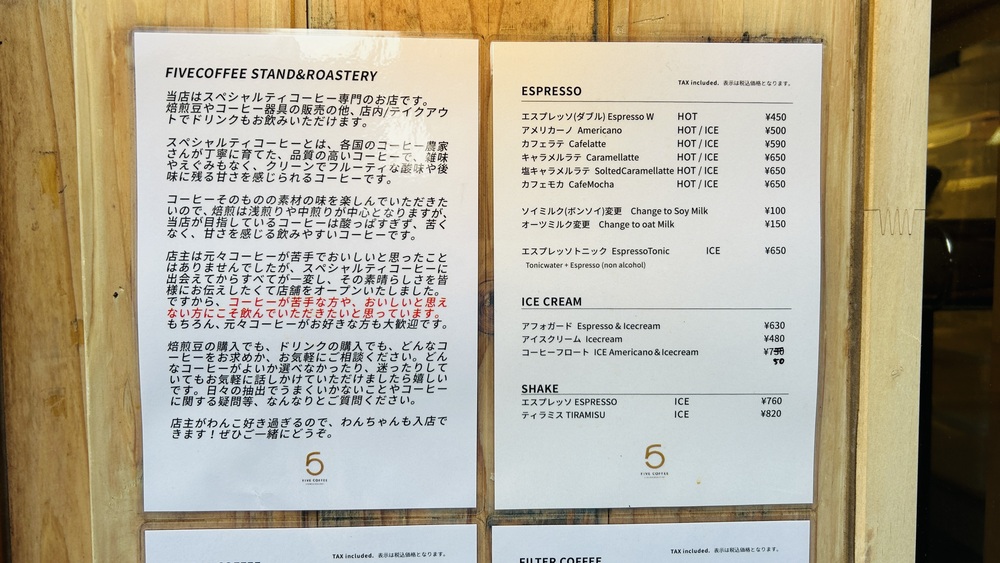 FIVECOFFEE STAND&ROASTERY
当店はスペシャルティコーヒー専門のお店です。
焙煎豆やコーヒー器具の販売の他、店内/テイクアウ
トでドリンクもお飲みいただけます。
スペシャルティコーヒーとは、各国のコーヒー農家
さんが丁寧に育てた、品質の高いコーヒーで、雑味
やえぐみもなく、クリーンでフルーティな酸味や後
味に残る甘さを感じられるコーヒーです。
コーヒーそのものの素材の味を楽しんでいただきた
いので、焙煎は浅煎りや中煎りが中心となりますが、
当店が目指しているコーヒーは酸っぱすぎず、苦く
なく、甘さを感じる飲みやすいコーヒーです。
店主は元々コーヒーが苦手でおいしいと思ったこと
はありませんでしたが、スペシャルティコーヒーに
出会えてからすべてが一変し、その素晴らしさを皆
様にお伝えしたくて店舗をオープンいたしました。
ですから、コーヒーが苦手な方や、おいしいと思え
ない方にこそ飲んでいただきたいと思っています。
もちろん、元々コーヒーがお好きな方も大歓迎です。
焙煎豆の購入でも、ドリンクの購入でも、どんなコ
ーヒーをお求めか、お気軽にご相談ください。どん
なコーヒーがよいか選べなかったり、迷ったりして
いてもお気軽に話しかけていただけましたら嬉しい
です。日々の抽出でうまくいかないことやコーヒー
に関する疑問等、なんなりとご質問ください。
店主がわんこ好き過ぎるので、わんちゃんも入店で
きます！ぜひご一緒にどうぞ。
5
FIVE COFFEE
TAX included. 表示は税込価格となります。
ESPRESSO
エスプレッソ(ダブル) Espresso W HOT ¥450
アメリカーノ Americano HOT / ICE ¥500
カフェラテ Cafelatte HOT / ICE ¥590
キャラメルラテ Caramellatte HOT / ICE ¥650
塩キャラメルラテ SoltedCaramellatte HOT / ICE ¥650
カフェモカ CafeMocha HOT / ICE ¥650
ソイミルク(ボンソイ)変更 Change to Soy Milk ¥100
オーツミルク変更 Change to oat Milk ¥150
エスプレッソトニック EspressoTonic ICE ¥650
Tonicwater + Espresso (non alcohol)
ICE CREAM
アフォガード Espresso & Icecream ¥630
アイスクリーム Icecream ¥480
コーヒーフロート ICE Americano＆Icecream ¥7
50
SHAKE
エスプレッソ ESPRESSO ICE ¥760
ティラミス TIRAMISU ICE ¥820
5
FIVE COFFEE
TAX included. 表示は税込価格となります。
TAX included. 表示は税込価格となります。
FILTER COFFEE